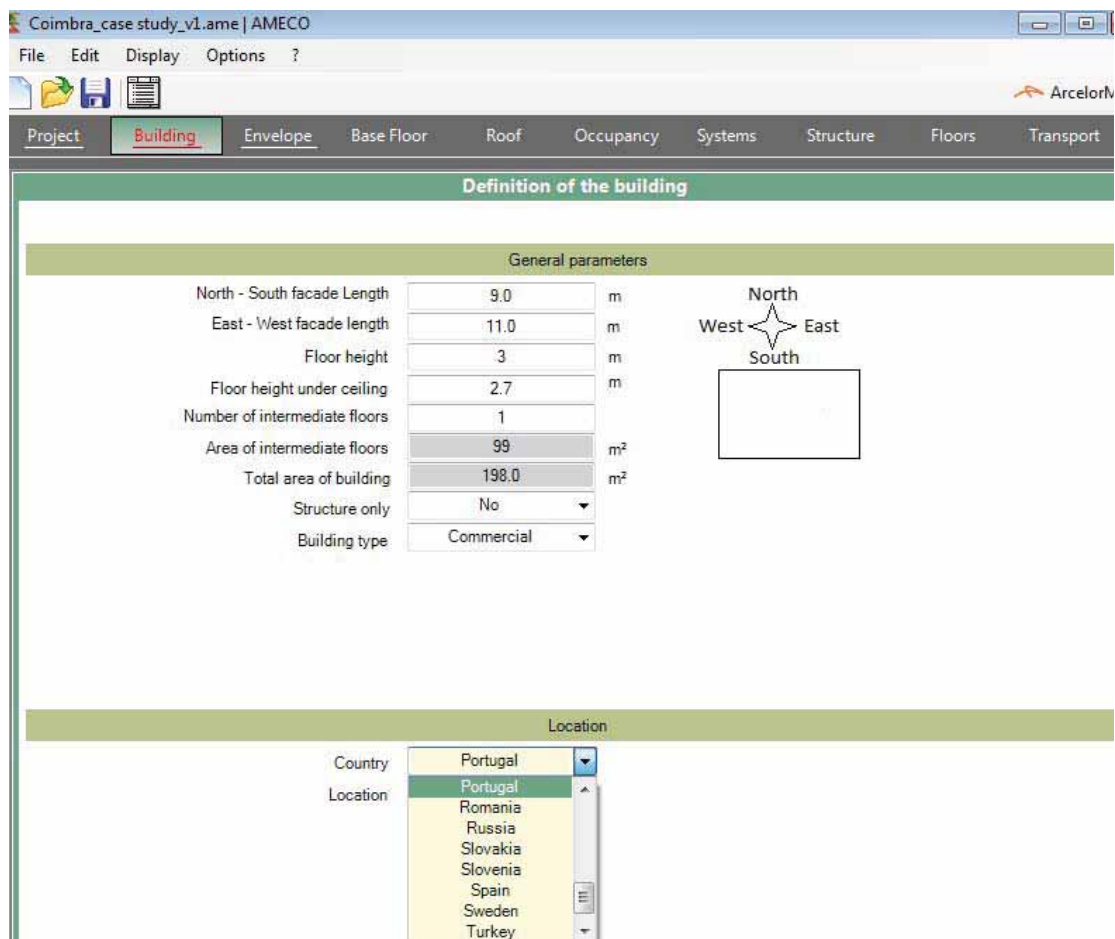 Coimbra_case study_v1.ame | AMECO
File Edit Display Options ?
ArcelorM
Project Building Envelope Base Floor Roof Occupancy Systems Structure Floors Transport
Definition of the building
General parameters
North - South facade Length 9.0 m
East - West facade length 11.0 m
Floor height 3 m
Floor height under ceiling 2.7 m
Number of intermediate floors 1
Area of intermediate floors 99 m²
Total area of building 198.0 m²
Structure only No
Building type Commercial
North
West East
South
Location
Country Portugal
Location
Portugal
Romania
Russia
Slovakia
Slovenia
Spain
Sweden
Turkey